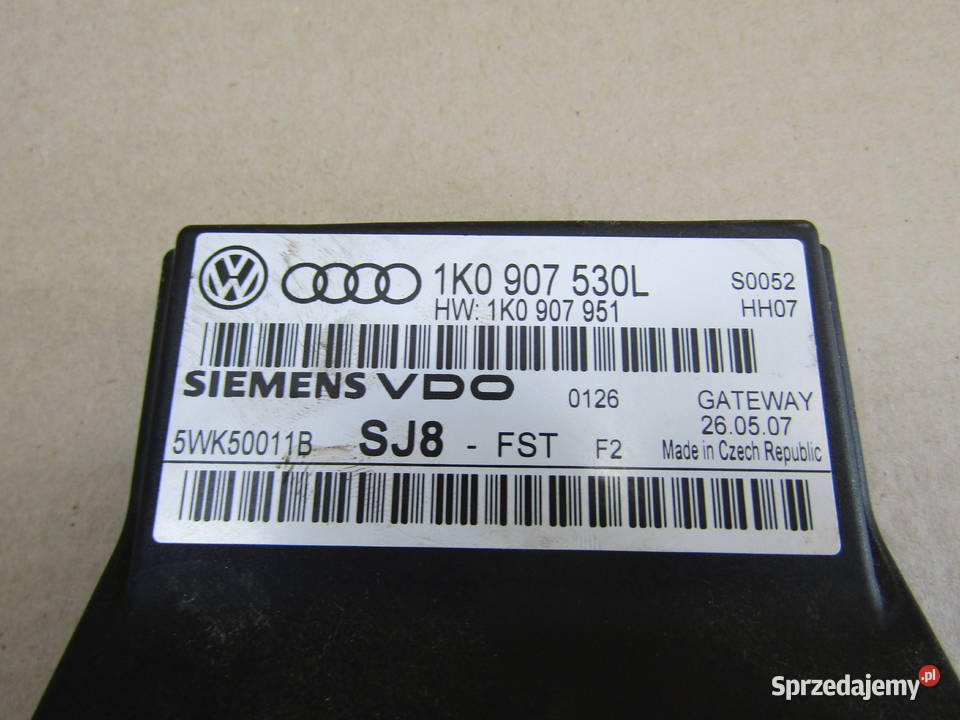 1K0 907 530L S0052
HW: 1K0 907 951 HH07
SIEMENS VDO 0126 GATEWAY
26.05.07
5WK50011B SJ8 - FST F2 Made in Czech Republic
Sprzedajemy.pl